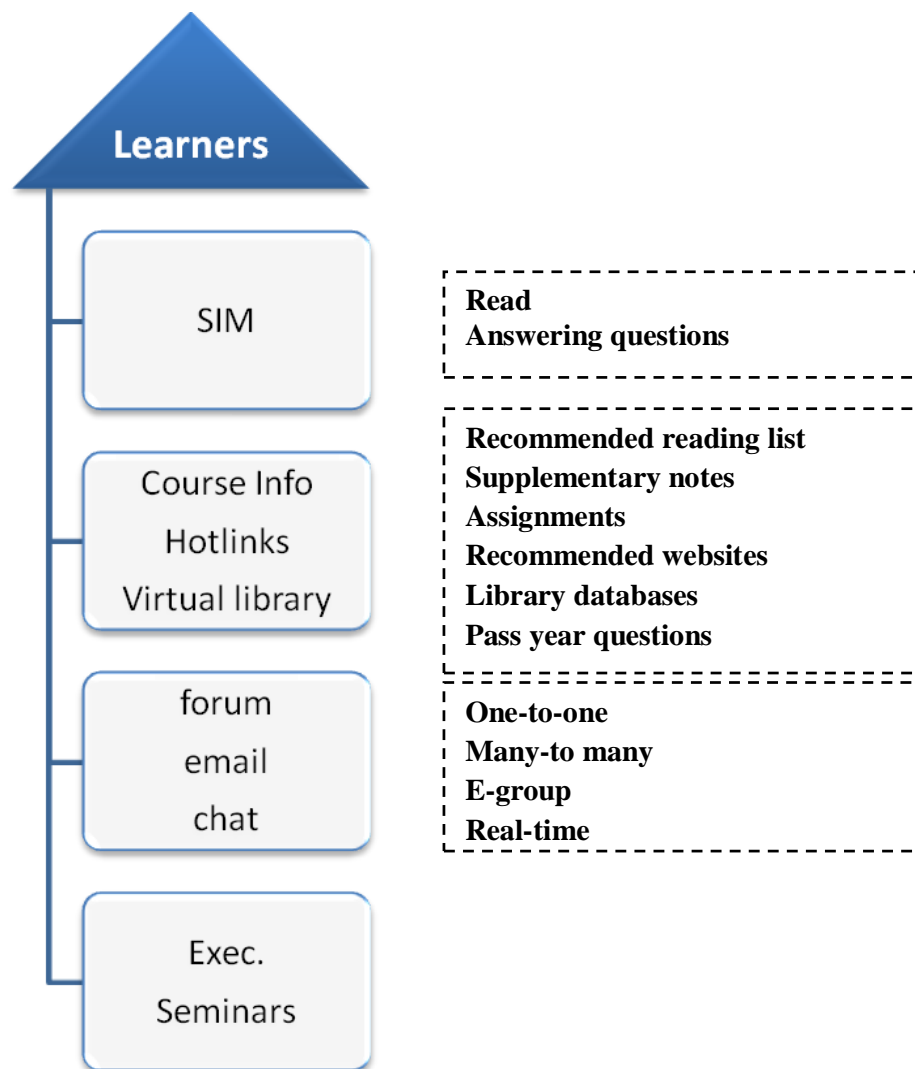 Learners
SIM
Read
Answering questions
Course Info
Hotlinks
Virtual library
Recommended reading list
Supplementary notes
Assignments
Recommended websites
Library databases
Pass year questions
forum
email
chat
One-to-one
Many-to many
E-group
Real-time
Exec.
Seminars